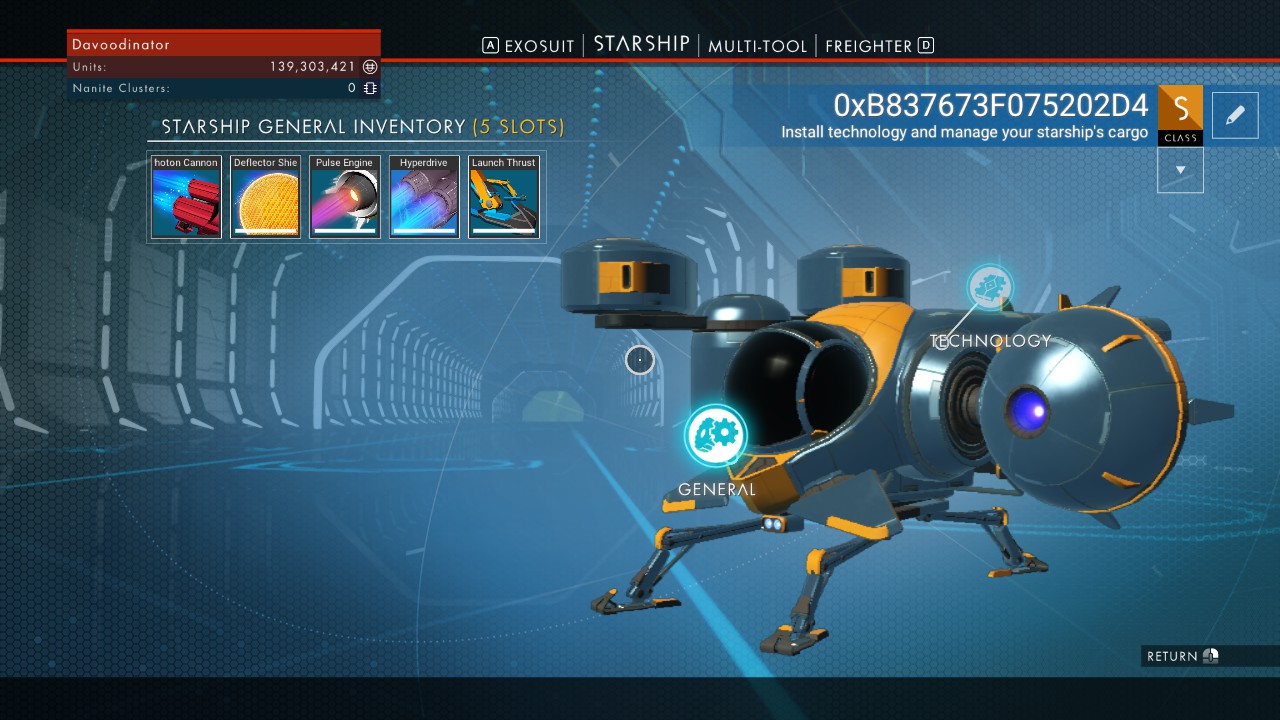 Davoodinator
Units: 139,303,421
Nanite Clusters: 0
A EXOSUIT STARSHIP MULTI-TOOL FREIGHTER D
0xB837673F075202D4
Install technology and manage your starship's cargo
S
CLASS
STARSHIP GENERAL INVENTORY (5 SLOTS)
hoton Cannon Deflector Shie Pulse Engine Hyperdrive Launch Thrust
TECHNOLOGY
GENERAL
RETURN